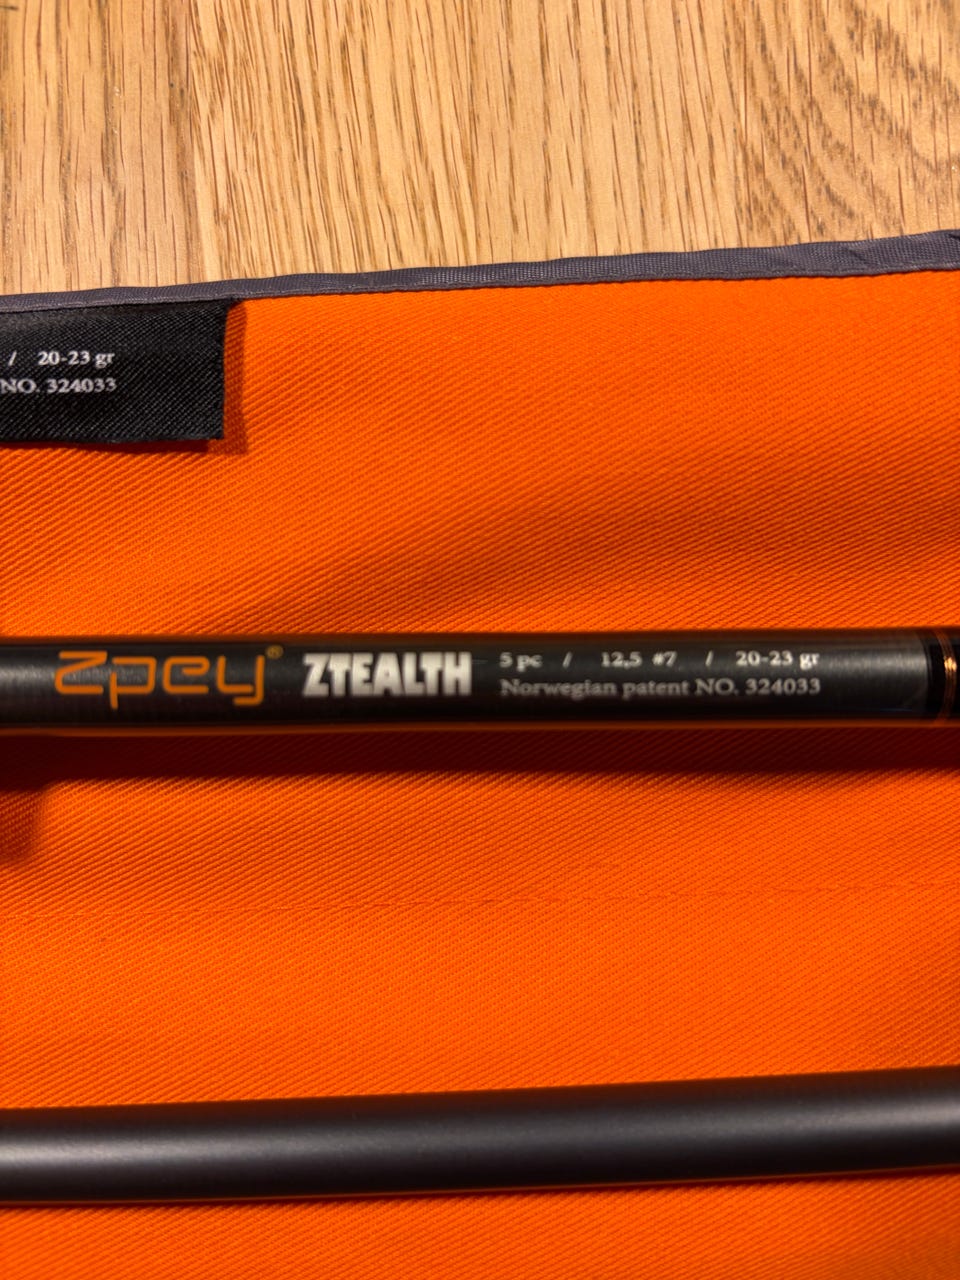 / 20-23 gr
NO. 324033
Zpey® ZTEALTH 5 pc / 12,5 #7 / 20-23 gr
Norwegian patent NO. 324033